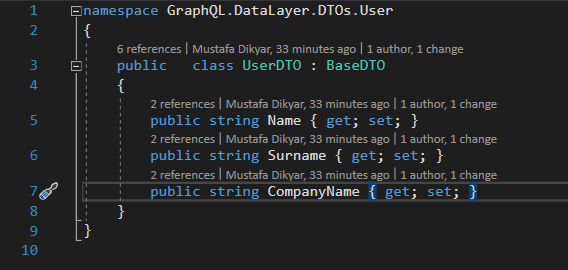 1 namespace GraphQL.DataLayer.DTOs.User
2 {
6 references | Mustafa Dikyar, 33 minutes ago | 1 author, 1 change
3 public class UserDTO : BaseDTO
4 {
2 references | Mustafa Dikyar, 33 minutes ago | 1 author, 1 change
5 public string Name { get; set; }
2 references | Mustafa Dikyar, 33 minutes ago | 1 author, 1 change
6 public string Surname { get; set; }
2 references | Mustafa Dikyar, 33 minutes ago | 1 author, 1 change
7 public string CompanyName { get; set; }
8 }
9 }
10